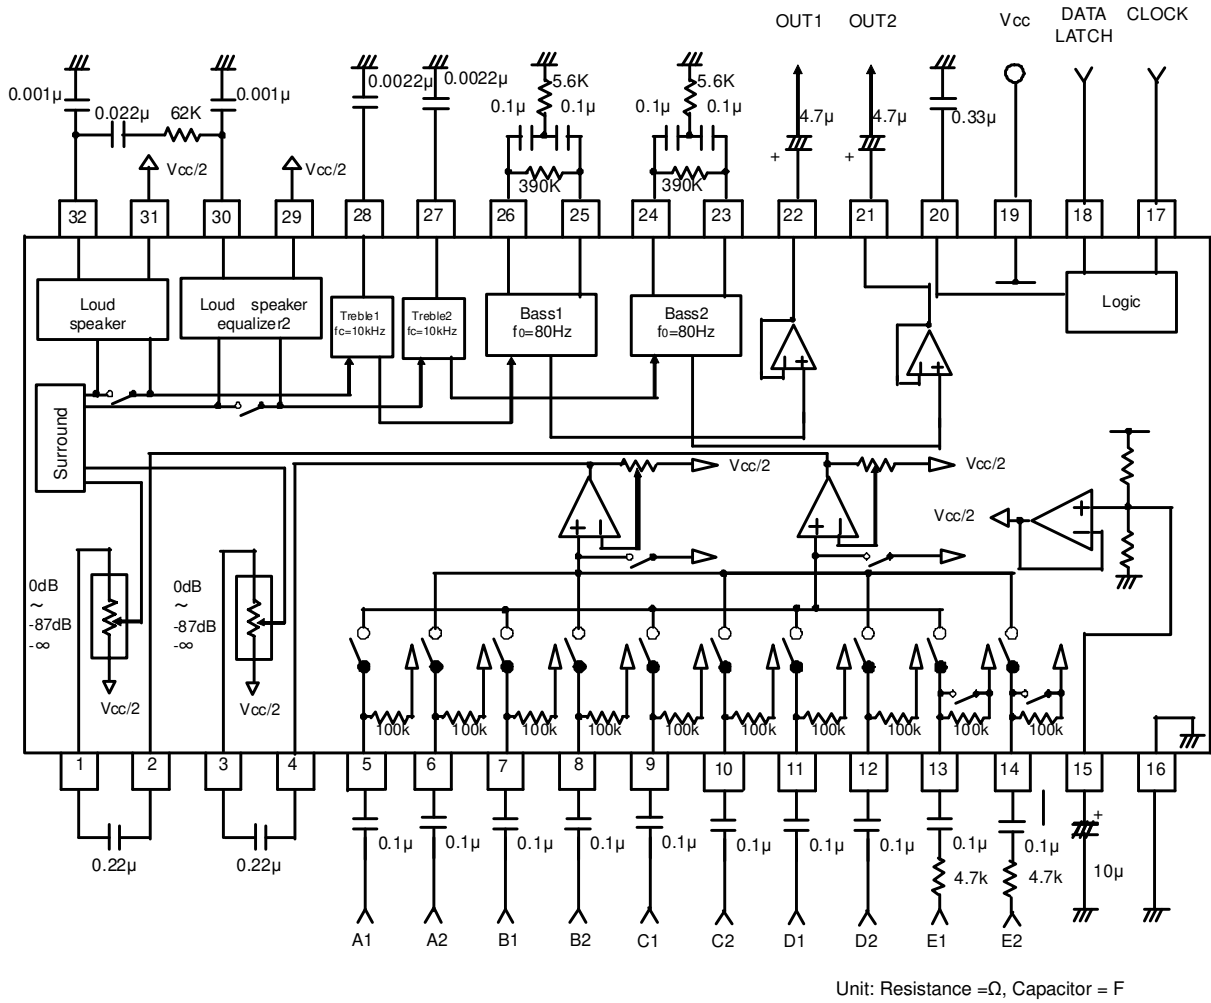 OUT1 OUT2 Vcc DATA LATCH CLOCK
0.001µ 0.022µ 62K 0.001µ 0.0022µ 0.0022µ 5.6K 5.6K
0.1µ 0.1µ 0.1µ 0.1µ 4.7µ 4.7µ 0.33µ
+ +
Vcc/2 Vcc/2 390K 390K
32 31 30 29 28 27 26 25 24 23 22 21 20 19 18 17
Loud speaker
Loud speaker equalizer2
Treble1 fc=10kHz
Treble2 fc=10kHz
Bass1 f0=80Hz
Bass2 f0=80Hz
Logic
Surround
Vcc/2 Vcc/2
Vcc/2
0dB ~ -87dB -∞
0dB ~ -87dB -∞
Vcc/2 Vcc/2
100k 100k 100k 100k 100k 100k 100k 100k 100k 100k
1 2 3 4 5 6 7 8 9 10 11 12 13 14 15 16
0.22µ 0.22µ
0.1µ 0.1µ 0.1µ 0.1µ 0.1µ 0.1µ 0.1µ 0.1µ 0.1µ 0.1µ +
4.7k 4.7k 10µ
A1 A2 B1 B2 C1 C2 D1 D2 E1 E2
Unit: Resistance =Ω, Capacitor = F